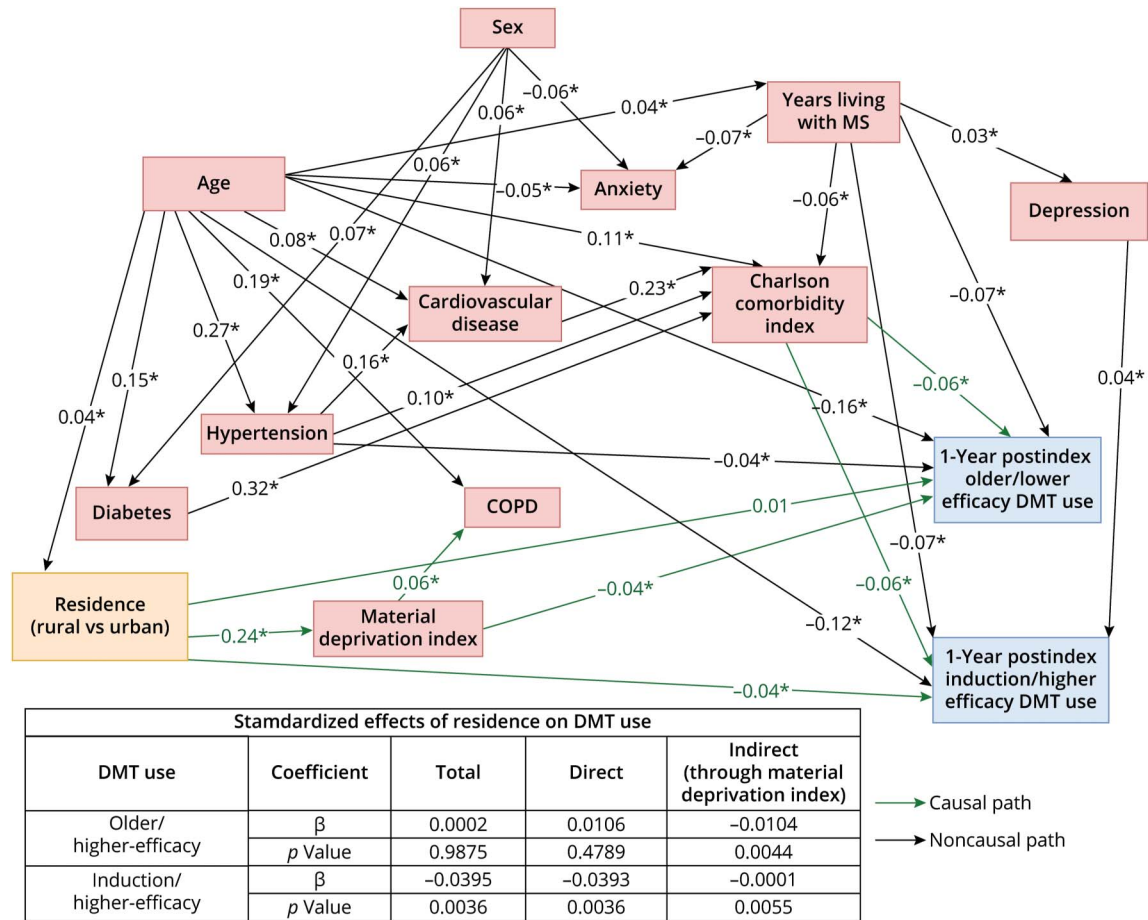 Sex
–0.06*
0.06*
0.04*
Years living
with MS
0.03*
–0.07*
0.06*
Age
–0.05*
Anxiety
–0.06*
Depression
0.08*
0.07*
0.11*
0.19*
0.23*
Charlson
comorbidity
index
–0.07*
Cardiovascular
disease
0.27*
0.16*
–0.06*
0.15*
0.10*
0.04*
0.04*
–0.16*
Hypertension
–0.04*
1-Year postindex
older/lower
efficacy DMT use
0.32*
Diabetes
COPD
0.01
–0.07*
0.06*
–0.04*
–0.06*
Residence
(rural vs urban)
0.24*
Material
deprivation index
–0.12*
1-Year postindex
induction/higher
efficacy DMT use
–0.04*
Stamdardized effects of residence on DMT use
DMT use Coefficient Total Direct Indirect
(through material
deprivation index)
Older/
higher-efficacy
β 0.0002 0.0106 –0.0104
p Value 0.9875 0.4789 0.0044
Induction/
higher-efficacy
β –0.0395 –0.0393 –0.0001
p Value 0.0036 0.0036 0.0055
Causal path
Noncausal path